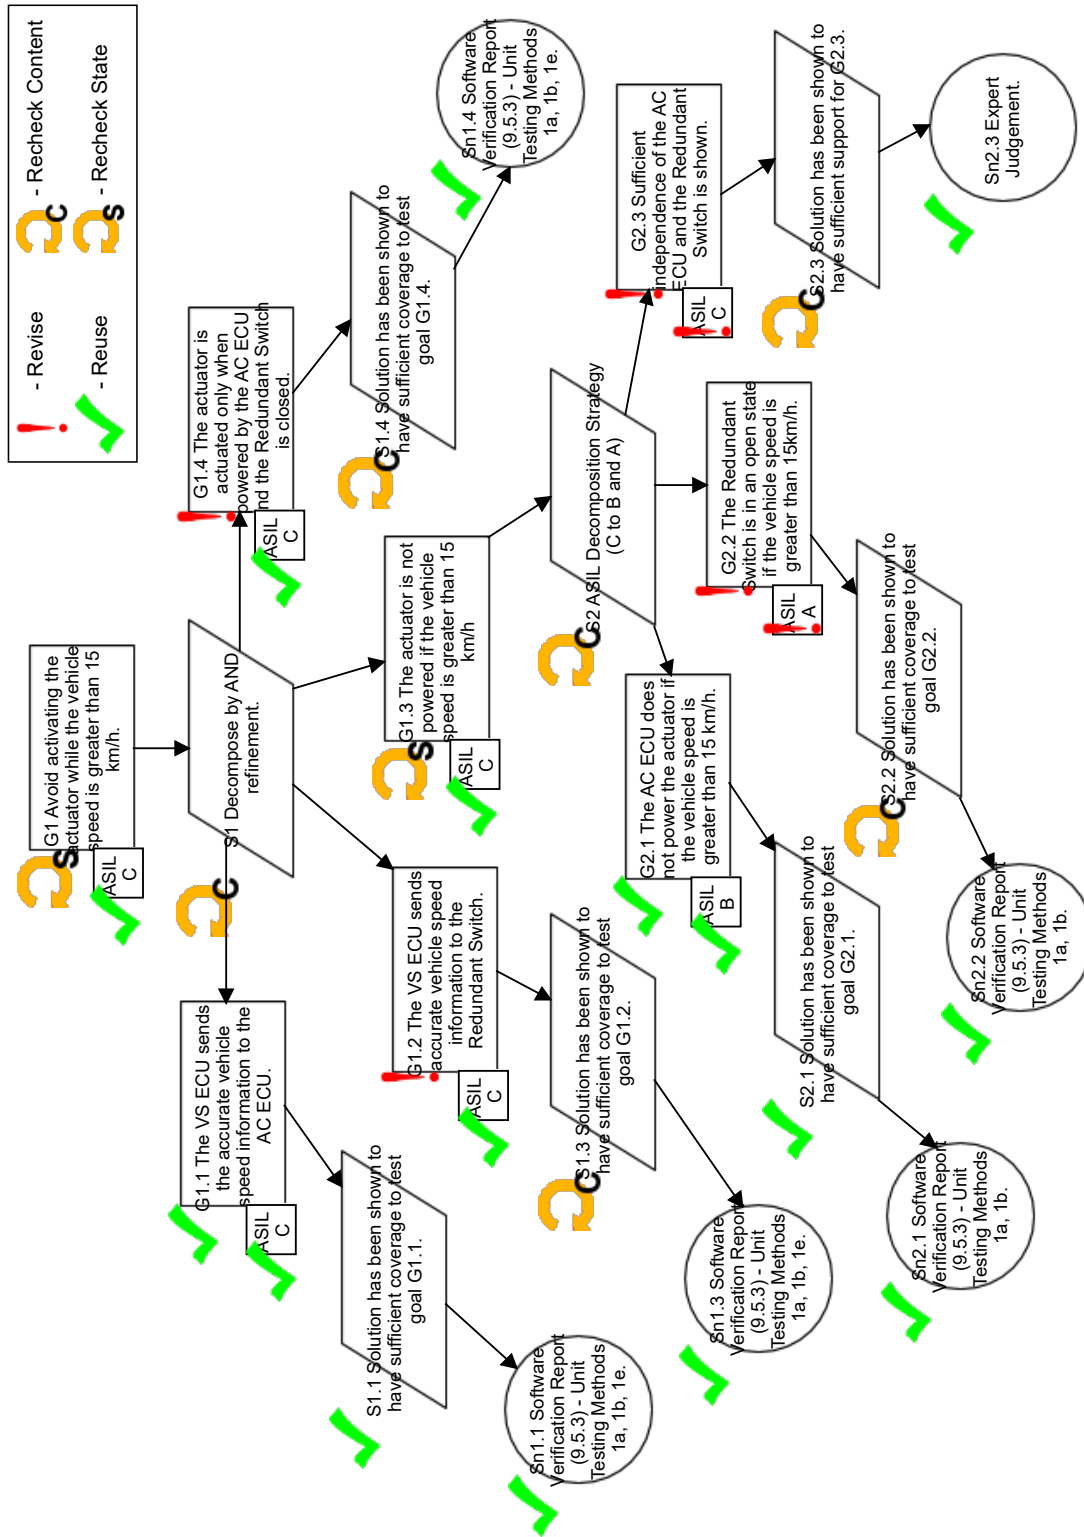 - Revise
- Recheck Content
- Reuse
- Recheck State
G1 Avoid activating the
actuator while the vehicle
speed is greater than 15
km/h.
ASIL
C
S
S1 Decompose by AND
refinement.
C
G1.1 The VS ECU sends
the accurate vehicle
speed information to the
AC ECU.
ASIL
C
G1.2 The VS ECU sends
accurate vehicle speed
information to the
Redundant Switch.
ASIL
C
G1.3 The actuator is not
powered if the vehicle
speed is greater than 15
km/h
ASIL
C
S
G1.4 The actuator is
actuated only when
powered by the AC ECU
and the Redundant Switch
is closed.
ASIL
C
S1.1 Solution has been shown to
have sufficient coverage to test
goal G1.1.
S1.3 Solution has been shown to
have sufficient coverage to test
goal G1.2.
C
S2 ASIL Decomposition Strategy
(C to B and A)
C
S1.4 Solution has been shown to
have sufficient coverage to test
goal G1.4.
C
Sn1.1 Software
Verification Report
(9.5.3) - Unit
Testing Methods
1a, 1b, 1e.
Sn1.3 Software
Verification Report
(9.5.3) - Unit
Testing Methods
1a, 1b, 1e.
Sn1.4 Software
Verification Report
(9.5.3) - Unit
Testing Methods
1a, 1b, 1e.
G2.1 The AC ECU does
not power the actuator if
the vehicle speed is
greater than 15 km/h.
ASIL
B
G2.2 The Redundant
Switch is in an open state
if the vehicle speed is
greater than 15km/h.
ASIL
A
G2.3 Sufficient
independence of the AC
ECU and the Redundant
Switch is shown.
ASIL
C
S2.1 Solution has been shown to
have sufficient coverage to test
goal G2.1.
S2.2 Solution has been shown to
have sufficient coverage to test
goal G2.2.
C
S2.3 Solution has been shown to
have sufficient support for G2.3.
C
Sn2.1 Software
Verification Report
(9.5.3) - Unit
Testing Methods
1a, 1b.
Sn2.2 Software
Verification Report
(9.5.3) - Unit
Testing Methods
1a, 1b.
Sn2.3 Expert
Judgement.